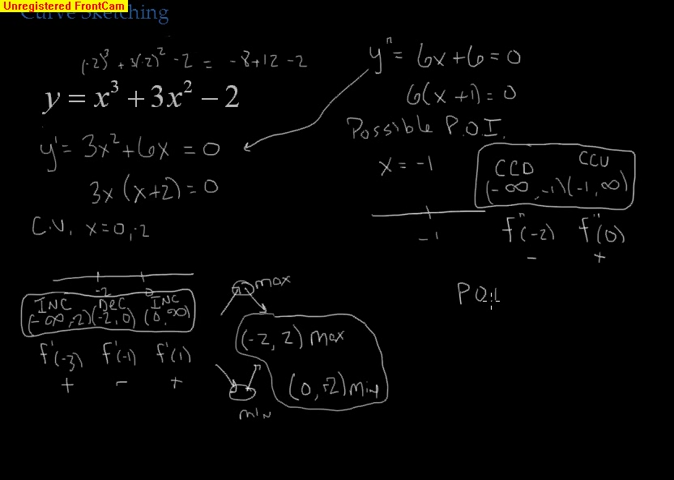 Unregistered FrontCam
Curve Sketching
(-2)³ + 3(-2)² - 2 = -8+12-2
y = x³ + 3x² - 2
y' = 3x² + 6x = 0
3x(x+2) = 0
C.V. x = 0, -2
-2 0
INC DEC INC
(-∞, -2) (-2, 0) (0, ∞)
f'(-3) f'(-1) f'(1)
+ - +
max
min
(-2, 2) max
(0, -2) min
y" = 6x + 6 = 0
6(x+1) = 0
Possible P.O.I.
x = -1
CCD CCU
(-∞, -1) (-1, ∞)
-1
f"(-2) f"(0)
- +
P.O.I.